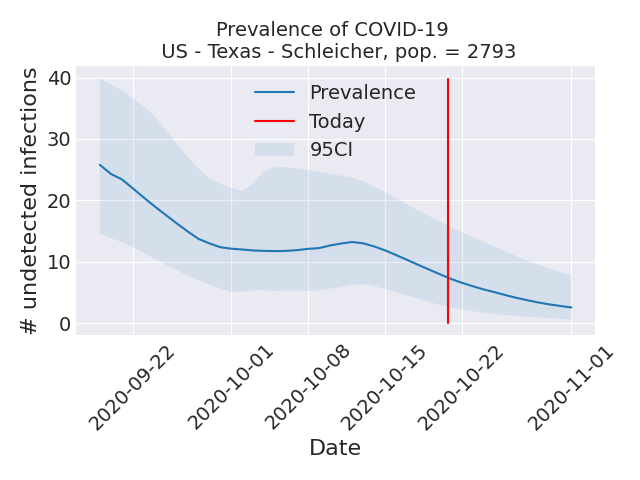 Prevalence of COVID-19
US - Texas - Schleicher, pop. = 2793
# undetected infections
40
30
20
10
0
Prevalence
Today
95CI
2020-09-22
2020-10-01
2020-10-08
2020-10-15
2020-10-22
2020-11-01
Date